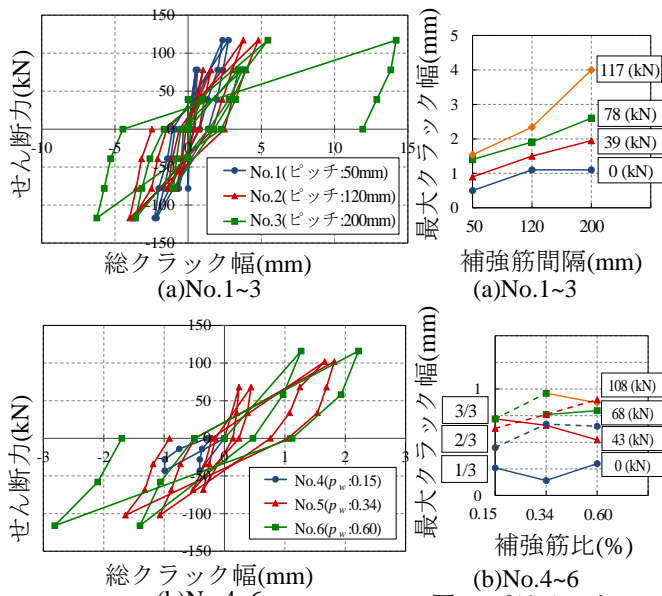 せん断力(kN)
150
100
50
0
-50
-100
-150
-10
-5
0
5
10
15
No.1(ピッチ:50mm)
No.2(ピッチ:120mm)
No.3(ピッチ:200mm)
総クラック幅(mm)
(a)No.1~3
最大クラック幅(mm)
5
4
3
2
1
0
50
120
200
117 (kN)
78 (kN)
39 (kN)
0 (kN)
補強筋間隔(mm)
(a)No.1~3
せん断力(kN)
150
100
50
0
-50
-100
-150
-3
-2
-1
0
1
2
3
No.4(pw:0.15)
No.5(pw:0.34)
No.6(pw:0.60)
総クラック幅(mm)
最大クラック幅(mm)
1
0
3/3
2/3
1/3
108 (kN)
68 (kN)
43 (kN)
0 (kN)
0.15
0.34
0.60
補強筋比(%)
(b)No.4~6